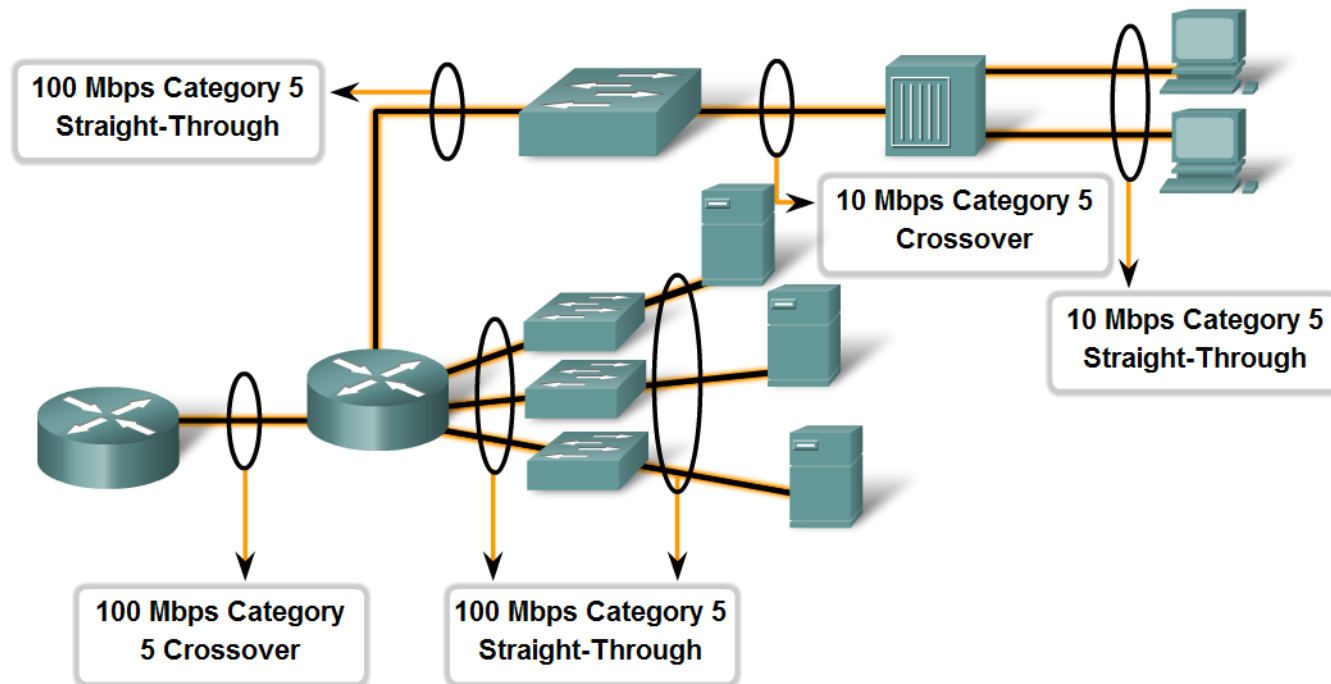 100 Mbps Category 5
Straight-Through
10 Mbps Category 5
Crossover
10 Mbps Category 5
Straight-Through
100 Mbps Category
5 Crossover
100 Mbps Category 5
Straight-Through